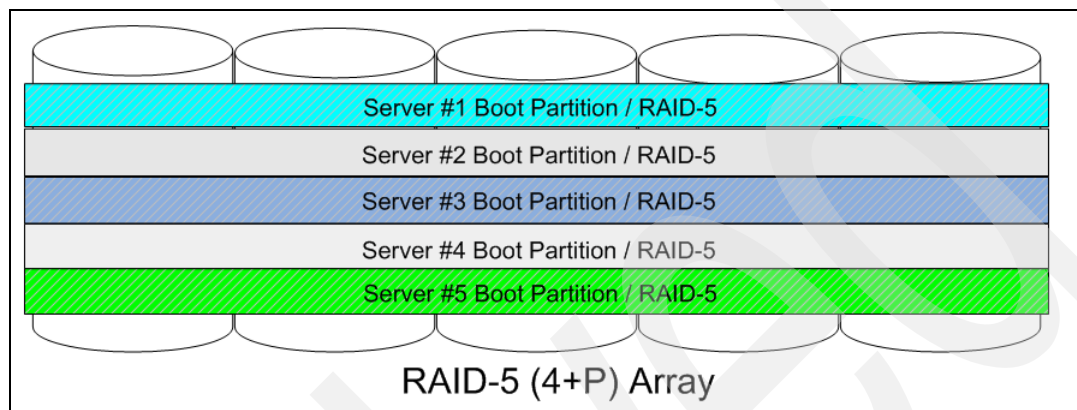 Server #1 Boot Partition / RAID-5
Server #2 Boot Partition / RAID-5
Server #3 Boot Partition / RAID-5
Server #4 Boot Partition / RAID-5
Server #5 Boot Partition / RAID-5
RAID-5 (4+P) Array